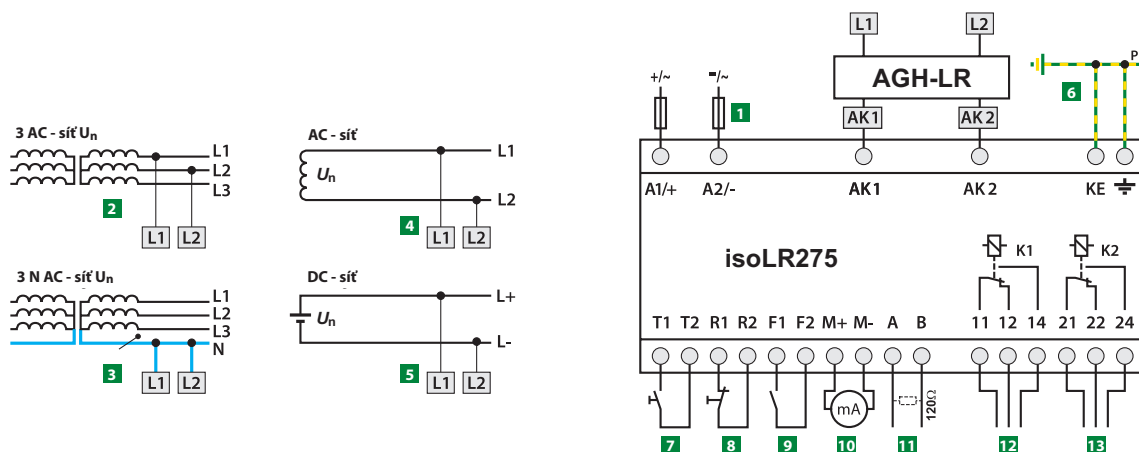 3 AC - síť Un
L1
L2
L3
2
L1 L2
3 N AC - síť Un
L1
L2
L3
N
3
L1 L2
AC - síť
Un
L1
L2
4
L1 L2
DC - síť
Un
L+
L-
5
L1 L2
L1 L2
AGH-LR
AK1 AK2
+/~ -/~
1
6
P
A1/+ A2/- AK1 AK2 KE
isoLR275
K1 K2
T1 T2 R1 R2 F1 F2 M+ M- A B 11 12 14 21 22 24
mA
120Ω
7 8 9 10 11 12 13